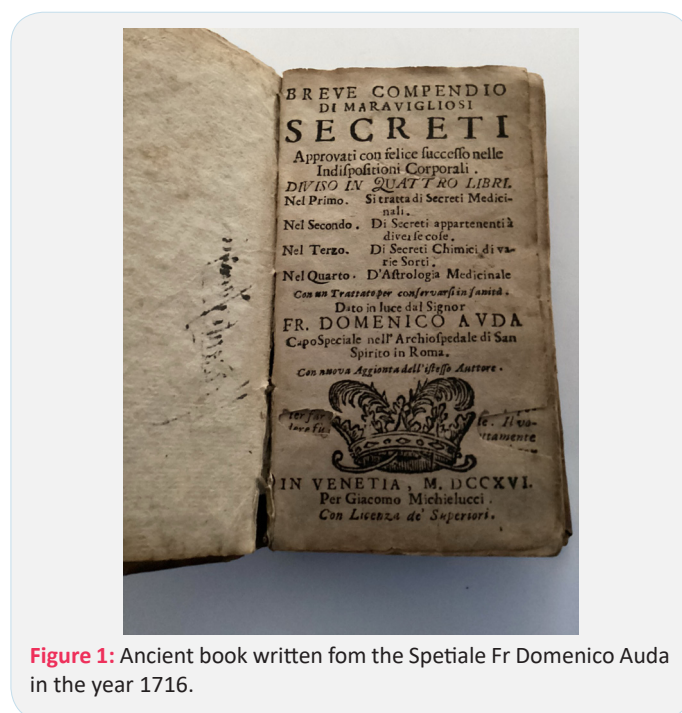 BREVE COMPENDIO
DI MARAVIGLIOSI
SECRETI
Approvati con felice ſucceſſo nelle
Indiſpoſitioni Corporali.
DIVISO IN QUATTRO LIBRI.
Nel Primo. Si tratta di Secreti Medici-
nali.
Nel Secondo. Di Secreti appartenenti à
diverſe coſe.
Nel Terzo. Di Secreti Chimici di va-
rie Sorti.
Nel Quarto. D'Aſtrologia Medicinale
Con un Trattato per conſervarſi in ſanità.
Dato in luce dal Signor
FR. DOMENICO AVDA
Capo Speciale nell' Archioſpedale di San
Spirito in Roma.
Con nuova Aggionta dell'iſteſſo Auttore.
IN VENETIA, M. DCCXVI.
Per Giacomo Michielucci.
Con Licenza de' Superiori.
Figure 1: Ancient book written fom the Spetiale Fr Domenico Auda
in the year 1716.